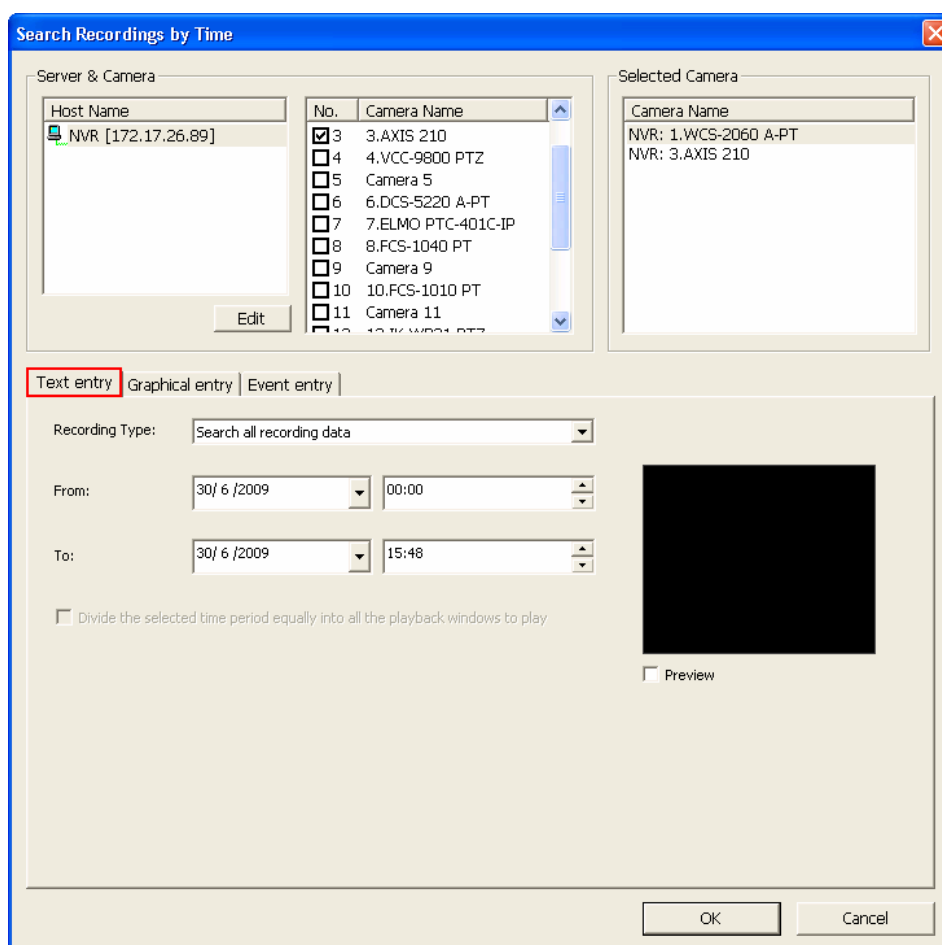 Search Recordings by Time
Server & Camera
Host Name
NVR [172.17.26.89]
Edit
No. Camera Name
3 3.AXIS 210
4 4.VCC-9800 PTZ
5 Camera 5
6 6.DCS-5220 A-PT
7 7.ELMO PTC-401C-IP
8 8.FCS-1040 PT
9 Camera 9
10 10.FCS-1010 PT
11 Camera 11
Selected Camera
Camera Name
NVR: 1.WCS-2060 A-PT
NVR: 3.AXIS 210
Text entry Graphical entry Event entry
Recording Type: Search all recording data
From: 30/ 6 /2009 00:00
To: 30/ 6 /2009 15:48
Divide the selected time period equally into all the playback windows to play
Preview
OK Cancel